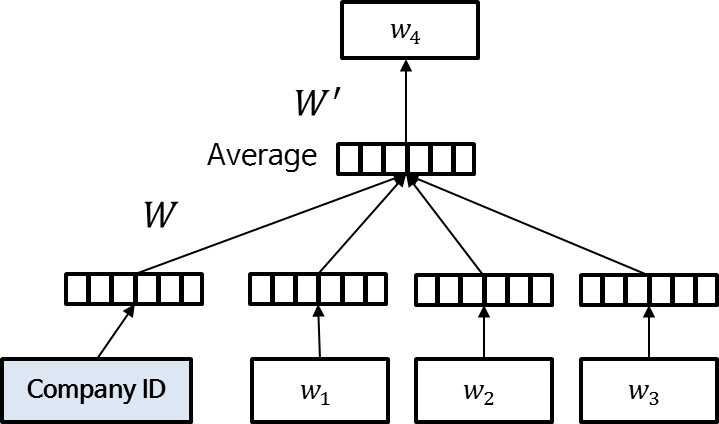 w₄
W′
Average
W
Company ID
w₁
w₂
w₃